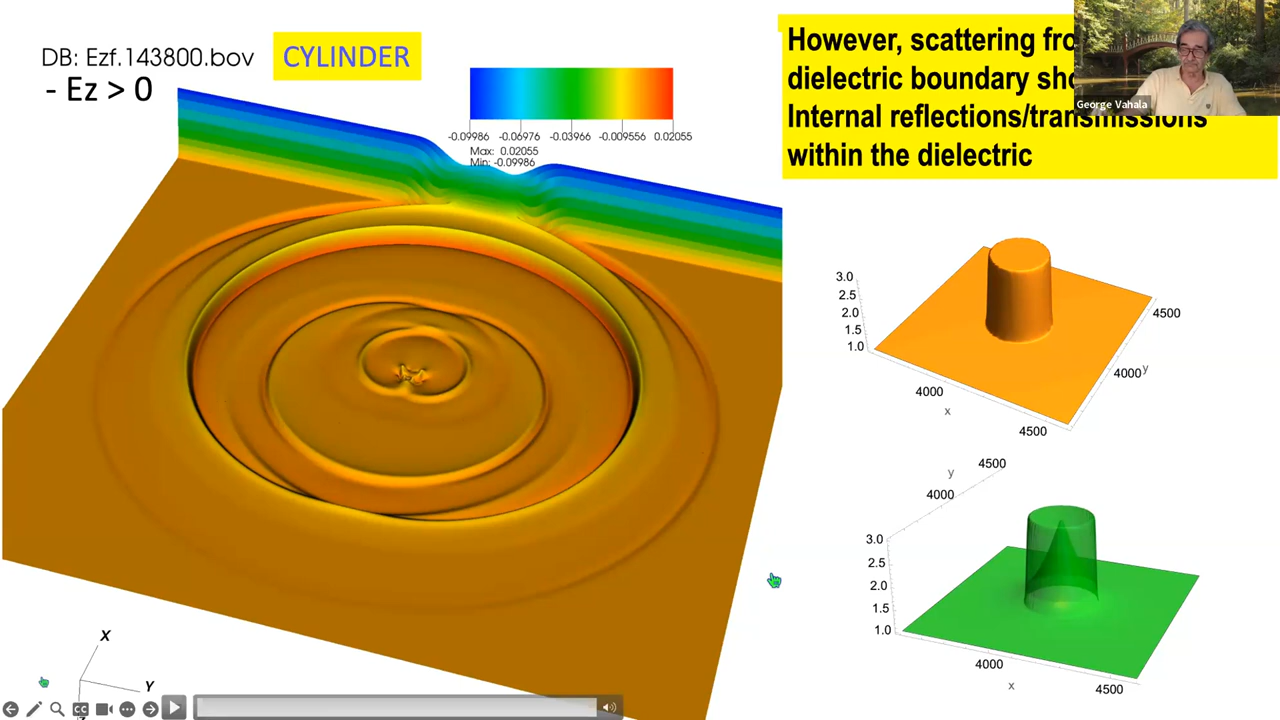 DB: Ezf.143800.bov
CYLINDER
- Ez > 0
-0.09986 -0.06976 -0.03966 -0.009556 0.02055
Max: 0.02055
Min: -0.09986
However, scattering
dielectric boundary
Internal reflections/transmissions
within the dielectric
George Vahala
3.0
2.5
2.0
1.5
1.0
4500
4000 y
4000
x
4500
4500
y
4000
3.0
2.5
2.0
1.5
1.0
4000
x
4500
X
Y
CC